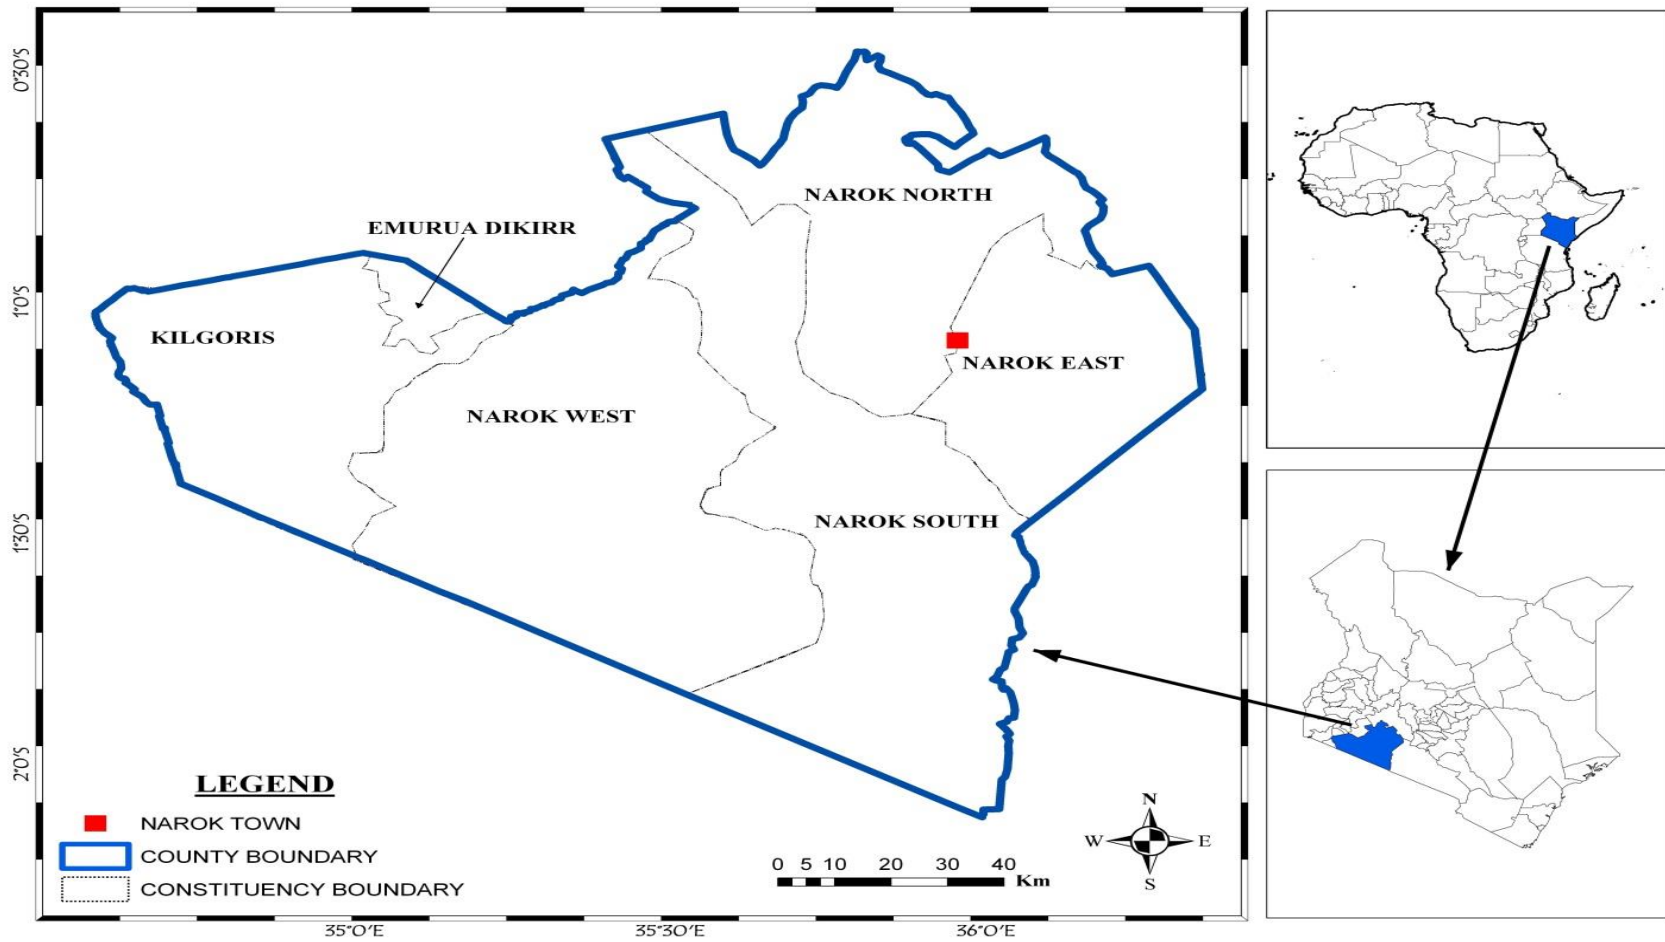 NAROK NORTH
EMURUA DIKIRR
KILGORIS
NAROK EAST
NAROK WEST
NAROK SOUTH
0°30'S
1°0'S
1°30'S
2°0'S
LEGEND
NAROK TOWN
COUNTY BOUNDARY
CONSTITUENCY BOUNDARY
0 5 10 20 30 40
Km
N
W E
S
35°0'E 35°30'E 36°0'E